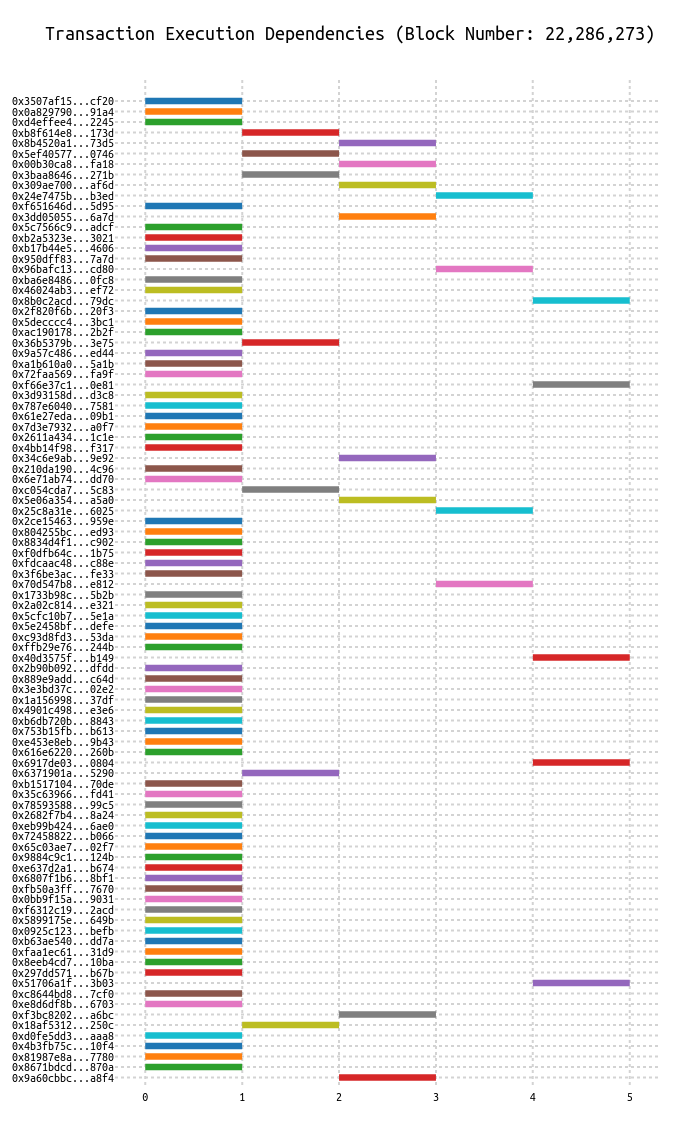 Transaction Execution Dependencies (Block Number: 22,286,273)
0x3507af15...cf20
0x0a829790...91a4
0xd4effee4...2245
0xb8f614e8...173d
0x8b4520a1...73d5
0x5ef40577...0746
0x00b30ca8...fa18
0x3baa8646...271b
0x309ae700...af6d
0x24e7475b...b3ed
0xf651646d...5d95
0x3dd05055...6a7d
0x5c7566c9...adcf
0xb2a5323e...3021
0xb17b44e5...4606
0x950dff83...7a7d
0x96bafc13...cd80
0xba6e8486...0fc8
0x46024ab3...ef72
0x8b0c2acd...79dc
0x2f820f6b...20f3
0x5decccc4...3bc1
0xac190178...2b2f
0x36b5379b...3e75
0x9a57c486...ed44
0xa1b610a0...5a1b
0x72faa569...fa9f
0xf66e37c1...0e81
0x3d93158d...d3c8
0x787e6040...7581
0x61e27eda...09b1
0x7d3e7932...a0f7
0x2611a434...1c1e
0x4bb14f98...f317
0x34c6e9ab...9e92
0x210da190...4c96
0x6e71ab74...dd70
0xc054cda7...5c83
0x5e06a354...a5a0
0x25c8a31e...6025
0x2ce15463...959e
0x804255bc...ed93
0x8834d4f1...c902
0xf0dfb64c...1b75
0xfdcaac48...c88e
0x3f6be3ac...fe33
0x70d547b8...e812
0x1733b98c...5b2b
0x2a02c814...e321
0x5cfc10b7...5e1a
0x5e2458bf...defe
0xc93d8fd3...53da
0xffb29e76...244b
0x40d3575f...b149
0x2b90b092...dfdd
0x889e9add...c64d
0x3e3bd37c...02e2
0x1a156998...37df
0x4901c498...e3e6
0xb6db720b...8843
0x753b15fb...b613
0xe453e8eb...9b43
0x616e6220...260b
0x6917de03...0804
0x6371901a...5290
0xb1517104...70de
0x35c63966...fd41
0x78593588...99c5
0x2682f7b4...8a24
0xeb99b424...6ae0
0x72458822...b066
0x65c03ae7...02f7
0x9884c9c1...124b
0xe637d2a1...b674
0x6807f1b6...8bf1
0xfb50a3ff...7670
0x0bb9f15a...9031
0xf6312c19...2acd
0x5899175e...649b
0x0925c123...befb
0xb63ae540...dd7a
0xfaa1ec61...31d9
0x8eeb4cd7...10ba
0x297dd571...b67b
0x51706a1f...3b03
0xc8644bd8...7cf0
0xe8d6df8b...6703
0xf3bc8202...a6bc
0x18af5312...250c
0xd0fe5dd3...aaa8
0x4b3fb75c...10f4
0x81987e8a...7780
0x8671bdcd...870a
0x9a60cbbc...a8f4
0 1 2 3 4 5